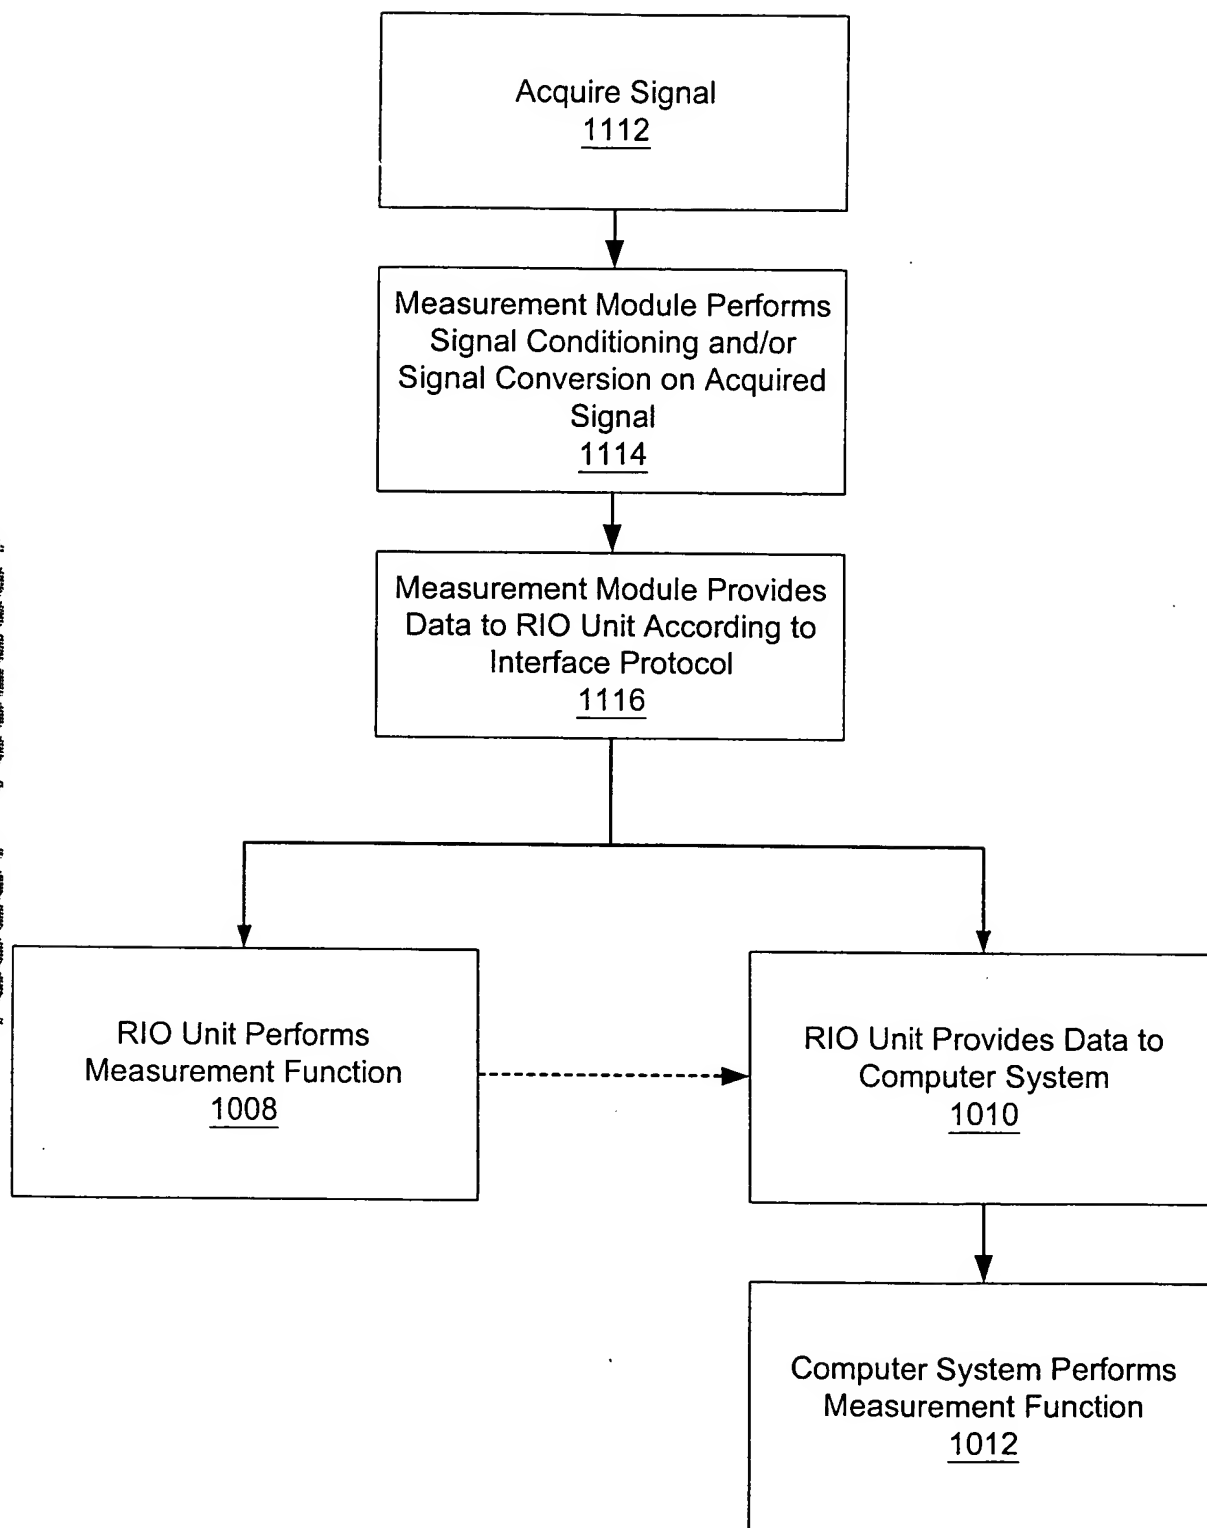 Acquire Signal
1112
Measurement Module Performs
Signal Conditioning and/or
Signal Conversion on Acquired
Signal
1114
Measurement Module Provides
Data to RIO Unit According to
Interface Protocol
1116
RIO Unit Performs
Measurement Function
1008
RIO Unit Provides Data to
Computer System
1010
Computer System Performs
Measurement Function
1012